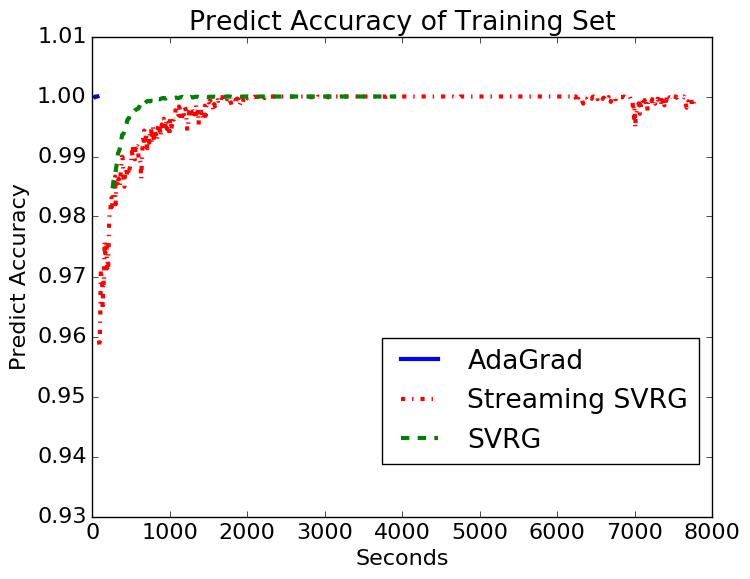 Predict Accuracy of Training Set
1.01
1.00
0.99
0.98
0.97
0.96
0.95
0.94
0.93
Predict Accuracy
AdaGrad
Streaming SVRG
SVRG
0 1000 2000 3000 4000 5000 6000 7000 8000
Seconds